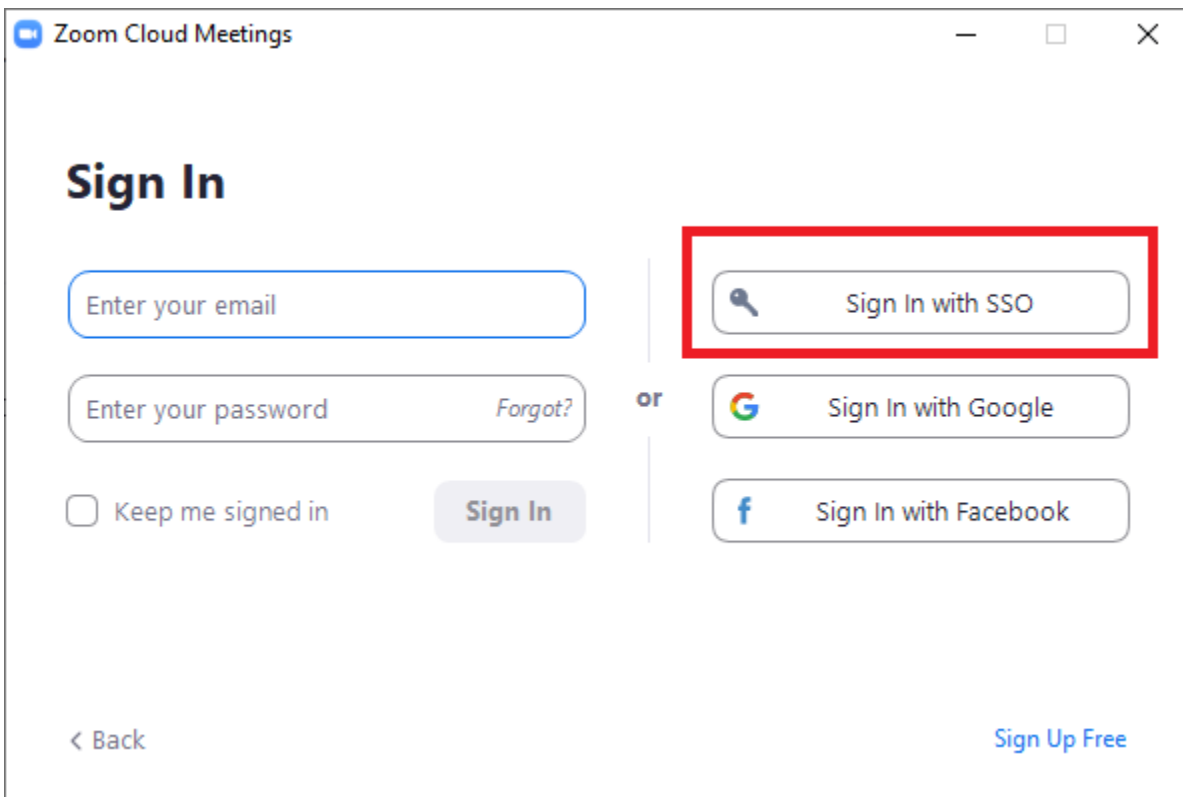 Zoom Cloud Meetings
Sign In
Enter your email
Enter your password Forgot?
Keep me signed in Sign In
or
Sign In with SSO
Sign In with Google
Sign In with Facebook
< Back
Sign Up Free